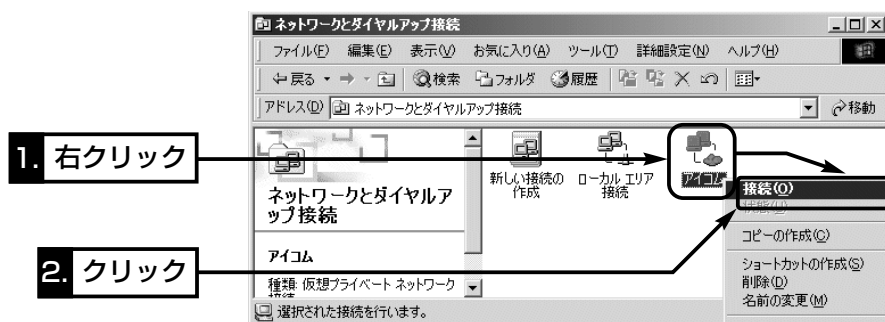 ネットワークとダイヤルアップ接続
ファイル(F) 編集(E) 表示(V) お気に入り(A) ツール(T) 詳細設定(N) ヘルプ(H)
戻る 検索 フォルダ 履歴
アドレス(D) ネットワークとダイヤルアップ接続 移動
1. 右クリック
新しい接続の
作成
ローカル エリア
接続
アイコム
ネットワークとダイヤルア
ップ接続
アイコム
種類: 仮想プライベート ネットワーク
接続
2. クリック
接続(O)
状態(U)
コピーの作成(C)
ショートカットの作成(S)
削除(D)
名前の変更(M)
選択された接続を行います。